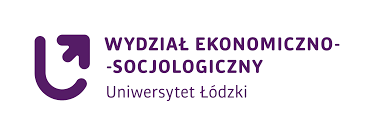 WYDZIAŁ EKONOMICZNO-
-SOCJOLOGICZNY
Uniwersytet Łódzki